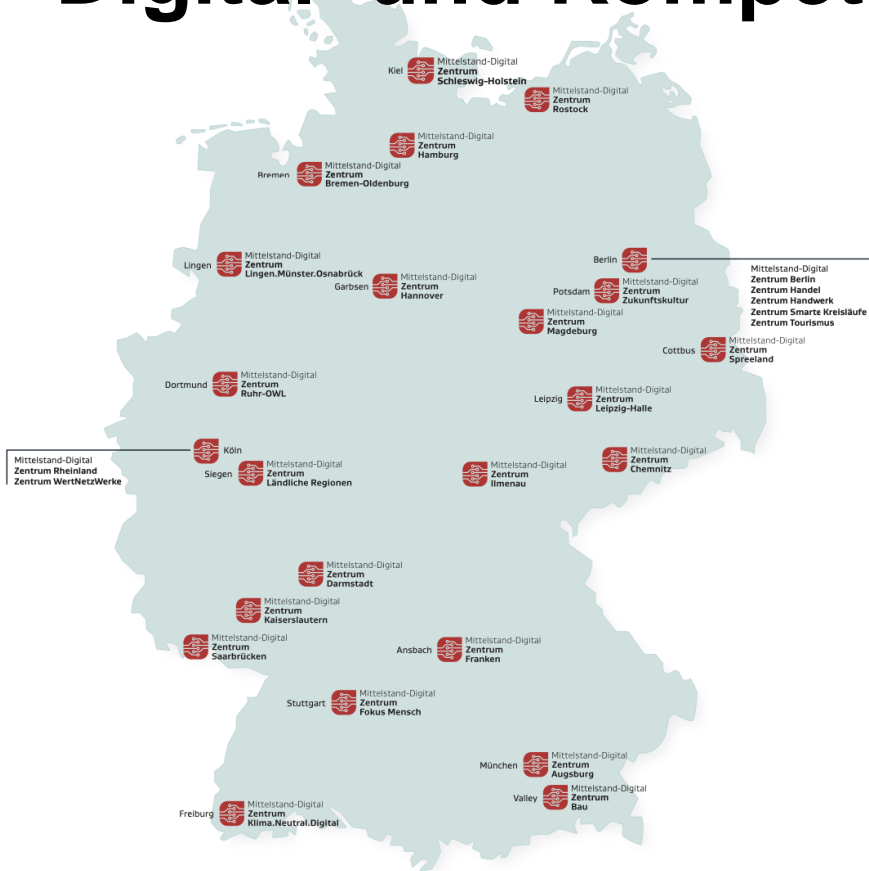 Kiel
Mittelstand-Digital
Zentrum
Schleswig-Holstein
Mittelstand-Digital
Zentrum
Rostock
Mittelstand-Digital
Zentrum
Hamburg
Bremen
Mittelstand-Digital
Zentrum
Bremen-Oldenburg
Lingen
Mittelstand-Digital
Zentrum
Lingen.Münster.Osnabrück
Garbsen
Mittelstand-Digital
Zentrum
Hannover
Berlin
Mittelstand-Digital
Zentrum Berlin
Zentrum Handel
Zentrum Handwerk
Zentrum Smarte Kreisläufe
Zentrum Tourismus
Potsdam
Mittelstand-Digital
Zentrum
Zukunftskultur
Mittelstand-Digital
Zentrum
Magdeburg
Cottbus
Mittelstand-Digital
Zentrum
Spreeland
Dortmund
Mittelstand-Digital
Zentrum
Ruhr-OWL
Leipzig
Mittelstand-Digital
Zentrum
Leipzig-Halle
Köln
Mittelstand-Digital
Zentrum Rheinland
Zentrum WertNetzWerke
Siegen
Mittelstand-Digital
Zentrum
Ländliche Regionen
Mittelstand-Digital
Zentrum
Ilmenau
Mittelstand-Digital
Zentrum
Chemnitz
Mittelstand-Digital
Zentrum
Darmstadt
Mittelstand-Digital
Zentrum
Kaiserslautern
Mittelstand-Digital
Zentrum
Saarbrücken
Ansbach
Mittelstand-Digital
Zentrum
Franken
Stuttgart
Mittelstand-Digital
Zentrum
Fokus Mensch
München
Mittelstand-Digital
Zentrum
Augsburg
Valley
Mittelstand-Digital
Zentrum
Bau
Freiburg
Mittelstand-Digital
Zentrum
Klima.Neutral.Digital